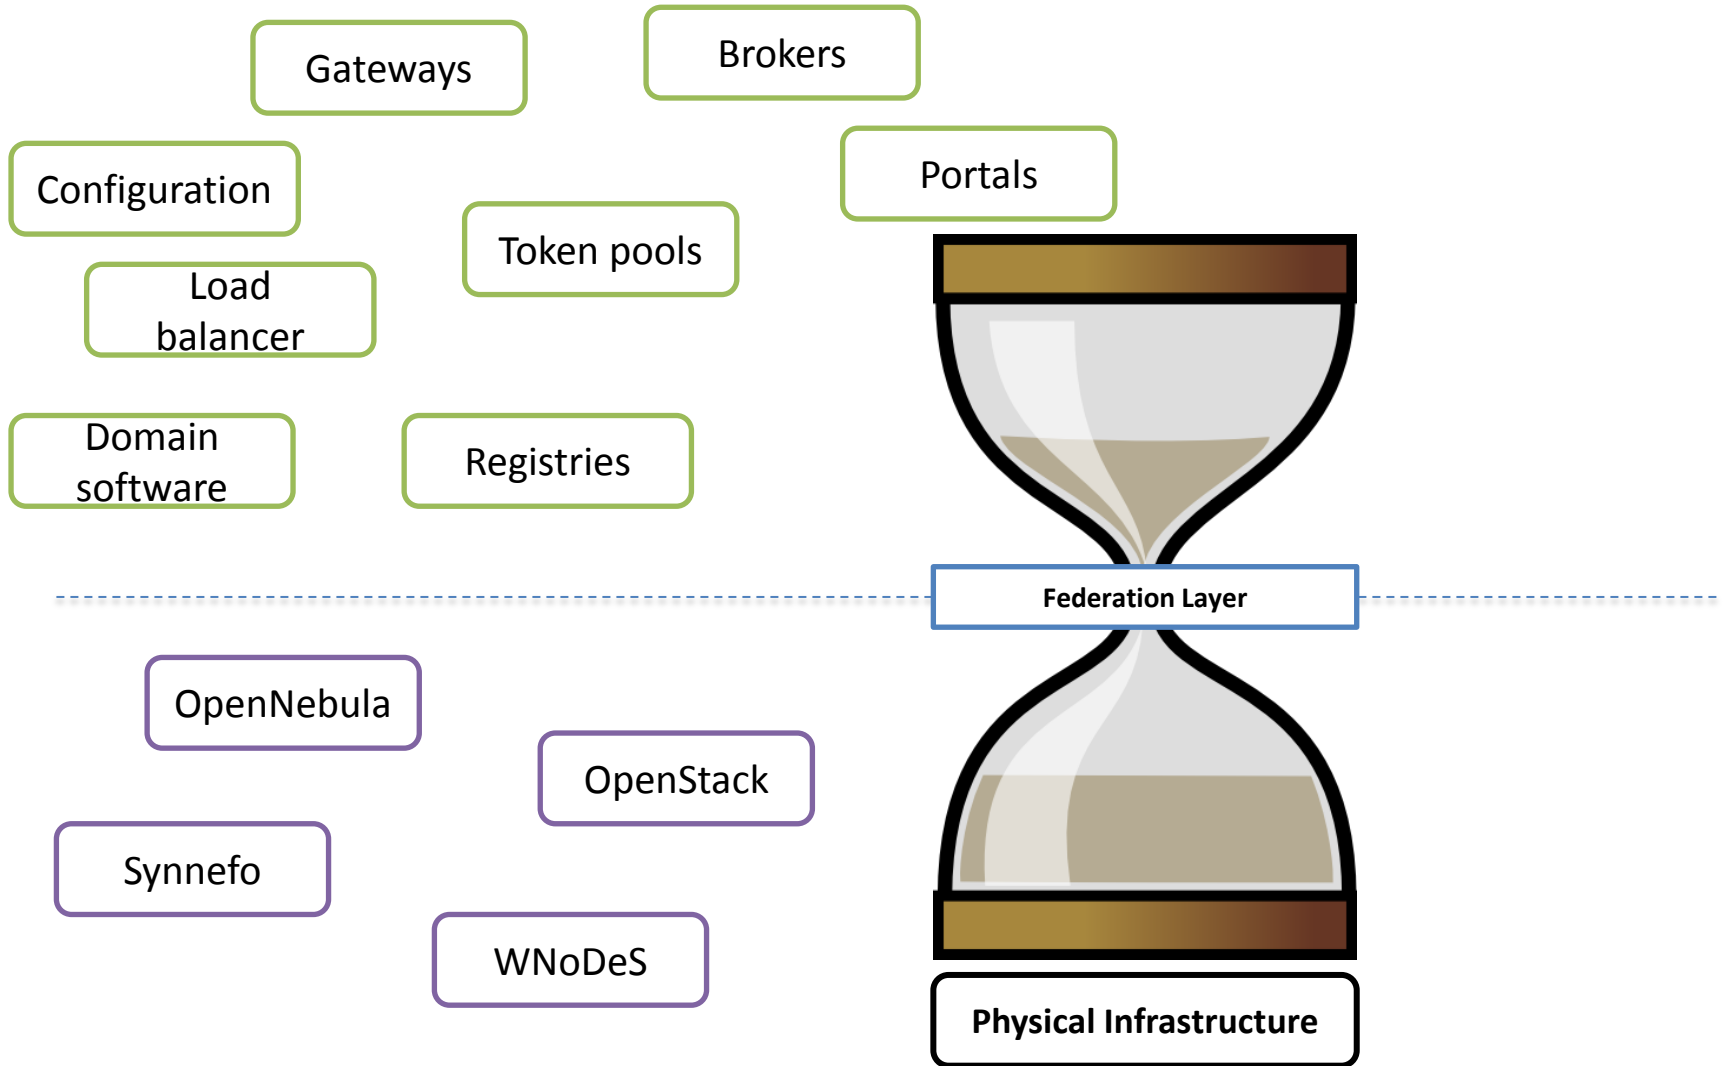 Gateways
Brokers
Configuration
Portals
Token pools
Load
balancer
Domain
software
Registries
Federation Layer
OpenNebula
OpenStack
Synnefo
WNoDeS
Physical Infrastructure